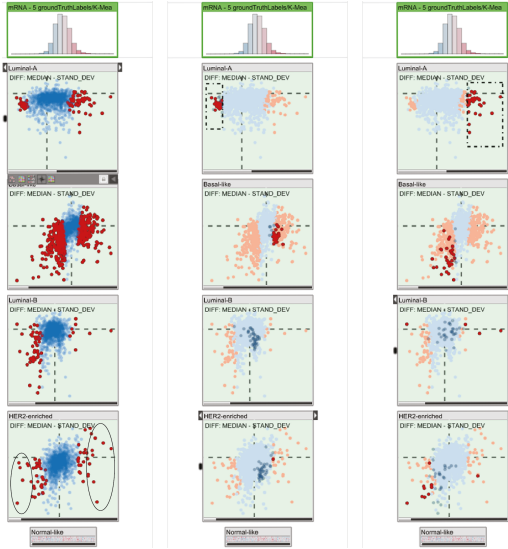 mRNA - 5 groundTruthLabels/K-Mea
mRNA - 5 groundTruthLabels/K-Mea
mRNA - 5 groundTruthLabels/K-Mea
Luminal-A
DIFF: MEDIAN - STAND_DEV
Luminal-A
DIFF: MEDIAN - STAND_DEV
Luminal-A
DIFF: MEDIAN - STAND_DEV
Basal-like
DIFF: MEDIAN - STAND_DEV
Basal-like
DIFF: MEDIAN - STAND_DEV
Basal-like
DIFF: MEDIAN - STAND_DEV
Luminal-B
DIFF: MEDIAN - STAND_DEV
Luminal-B
DIFF: MEDIAN - STAND_DEV
Luminal-B
DIFF: MEDIAN - STAND_DEV
HER2-enriched
DIFF: MEDIAN - STAND_DEV
HER2-enriched
DIFF: MEDIAN - STAND_DEV
HER2-enriched
DIFF: MEDIAN - STAND_DEV
Normal-like
Normal-like
Normal-like